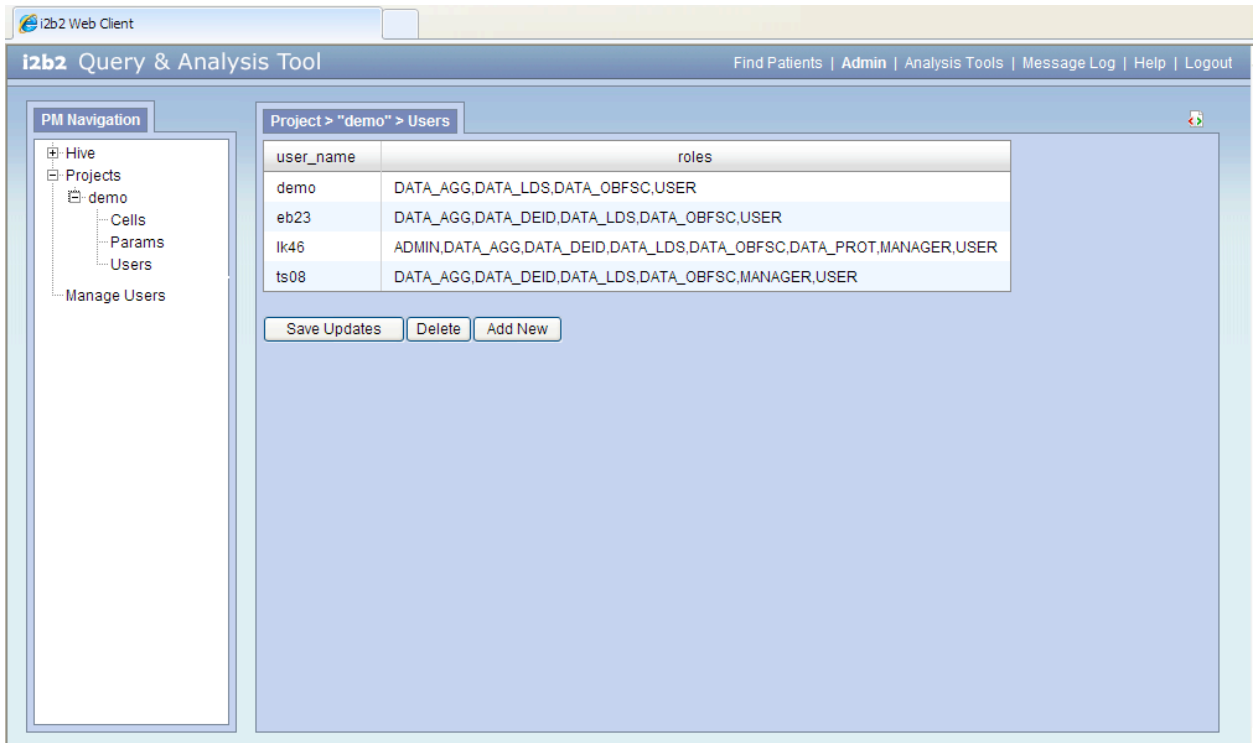 i2b2 Web Client
i2b2 Query & Analysis Tool
Find Patients | Admin | Analysis Tools | Message Log | Help | Logout
PM Navigation
Hive
Projects
demo
Cells
Params
Users
Manage Users
Project > "demo" > Users
user_name roles
demo DATA_AGG,DATA_LDS,DATA_OBFSC,USER
eb23 DATA_AGG,DATA_DEID,DATA_LDS,DATA_OBFSC,USER
lk46 ADMIN,DATA_AGG,DATA_DEID,DATA_LDS,DATA_OBFSC,DATA_PROT,MANAGER,USER
ts08 DATA_AGG,DATA_DEID,DATA_LDS,DATA_OBFSC,MANAGER,USER
Save Updates Delete Add New